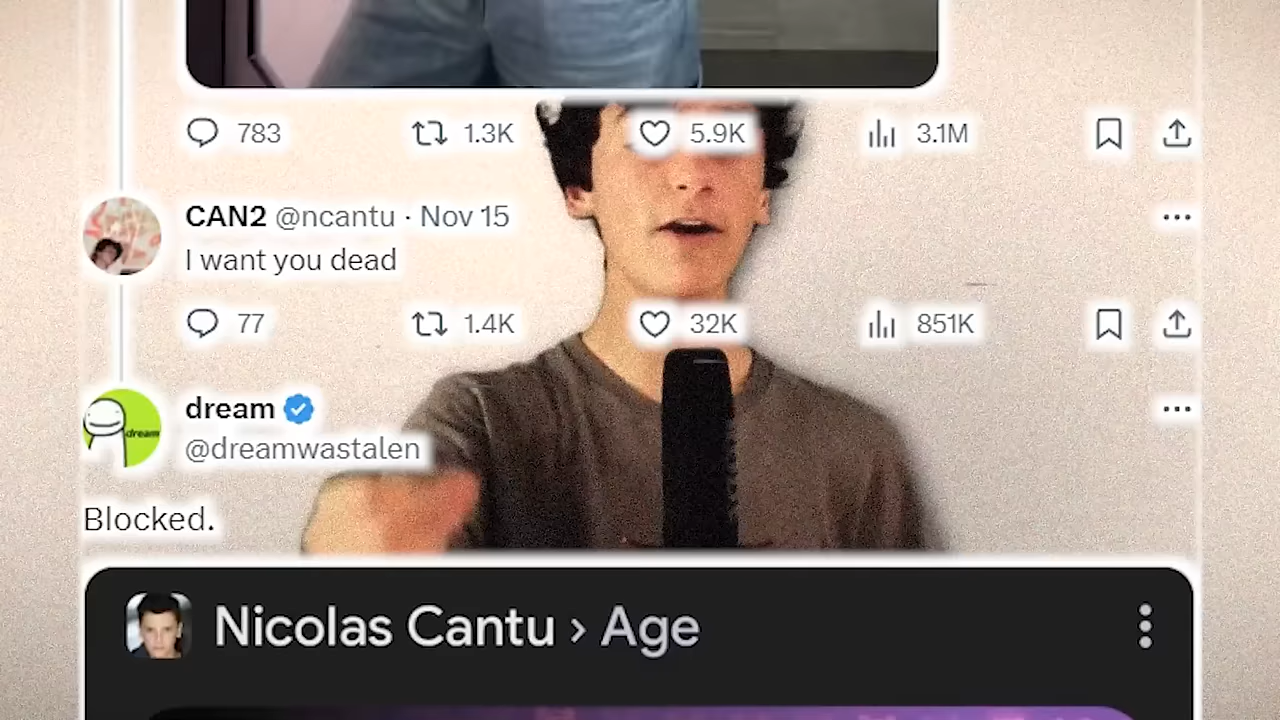 783 1.3K 5.9K 3.1M
CAN2 @ncantu · Nov 15
I want you dead
77 1.4K 32K 851K
dream
dream
@dreamwastalen
Blocked.
Nicolas Cantu › Age